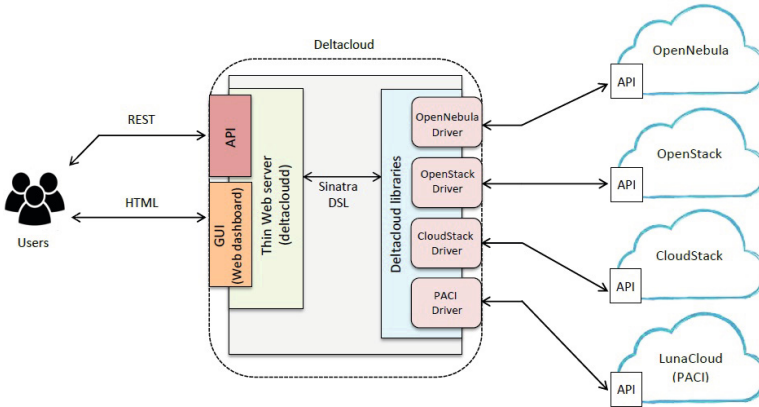 Deltacloud
REST
HTML
Users
API
GUI
(Web dashboard)
Thin Web server
(deltacloudd)
Sinatra
DSL
Deltacloud libraries
OpenNebula
Driver
OpenStack
Driver
CloudStack
Driver
PACI
Driver
OpenNebula
API
OpenStack
API
CloudStack
API
LunaCloud
(PACI)
API